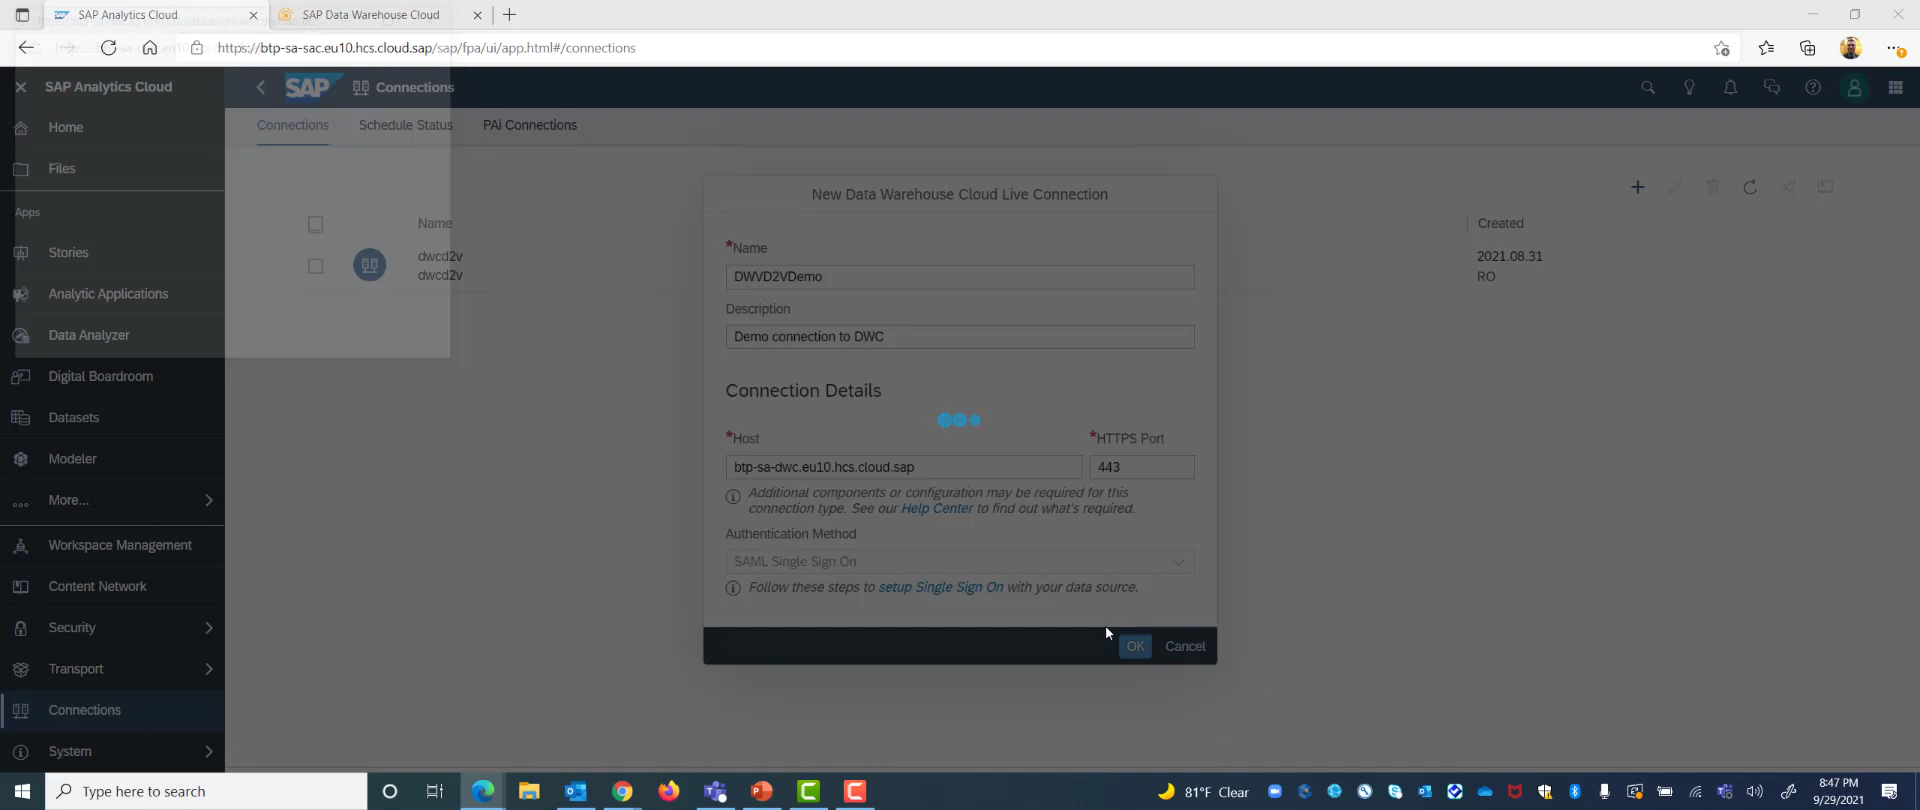 SAP Analytics Cloud
SAP Data Warehouse Cloud
https://btp-sa-sac.eu10.hcs.cloud.sap/sap/fpa/ui/app.html#/connections
SAP Analytics Cloud
SAP
Connections
Home
Files
Apps
Stories
Analytic Applications
Data Analyzer
Digital Boardroom
Datasets
Modeler
More...
Workspace Management
Content Network
Security
Transport
Connections
System
Connections
Schedule Status
PAi Connections
Name
Created
dwcd2v
dwcd2v
2021.08.31
RO
New Data Warehouse Cloud Live Connection
*Name
DWVD2VDemo
Description
Demo connection to DWC
Connection Details
*Host
*HTTPS Port
btp-sa-dwc.eu10.hcs.cloud.sap
443
Additional components or configuration may be required for this
connection type. See our Help Center to find out what's required.
Authentication Method
SAML Single Sign On
Follow these steps to setup Single Sign On with your data source.
OK
Cancel
Type here to search
81°F Clear
8:47 PM
9/29/2021